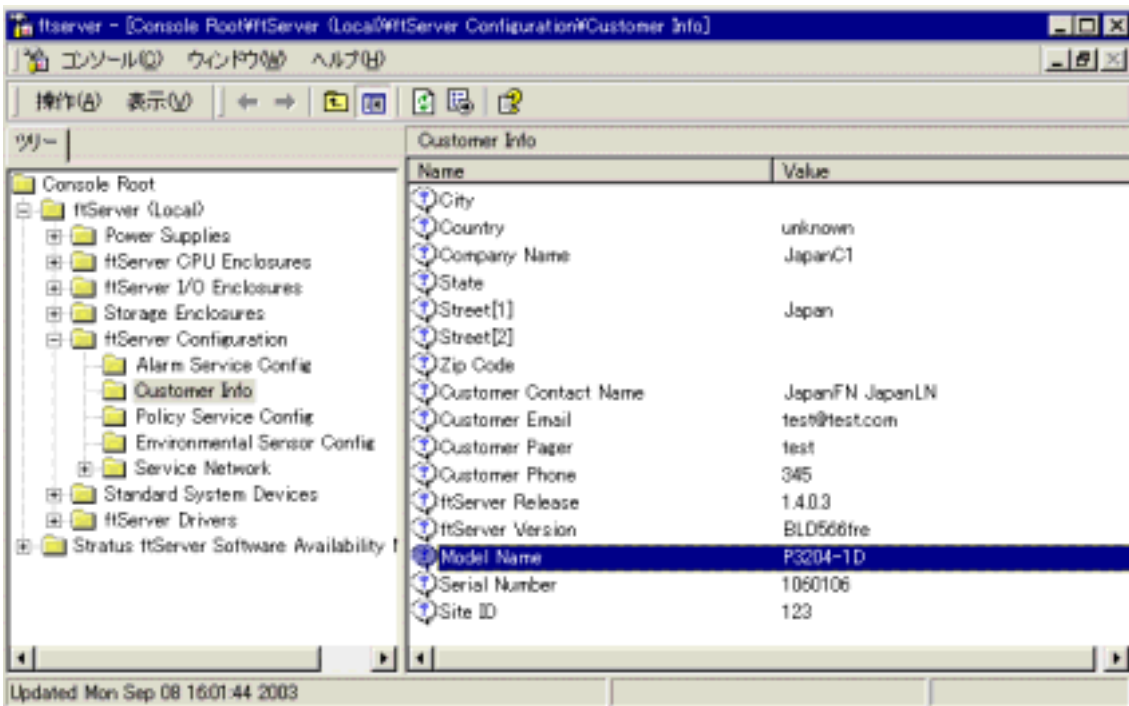 ftserver - [Console Root¥ftServer (Local)¥ftServer Configuration¥Customer Info]
コンソール(C) ウィンドウ(W) ヘルプ(H)
操作(A) 表示(V)
ツリー
Console Root
ftServer (Local)
Power Supplies
ftServer CPU Enclosures
ftServer I/O Enclosures
Storage Enclosures
ftServer Configuration
Alarm Service Config
Customer Info
Policy Service Config
Environmental Sensor Config
Service Network
Standard System Devices
ftServer Drivers
Stratus ftServer Software Availability
Customer Info
Name Value
City
Country unknown
Company Name JapanC1
State
Street[1] Japan
Street[2]
Zip Code
Customer Contact Name JapanFN JapanLN
Customer Email test@test.com
Customer Pager test
Customer Phone 345
ftServer Release 1.4.0.3
ftServer Version BLD566fre
Model Name P3204-1D
Serial Number 1060106
Site ID 123
Updated Mon Sep 08 16:01:44 2003